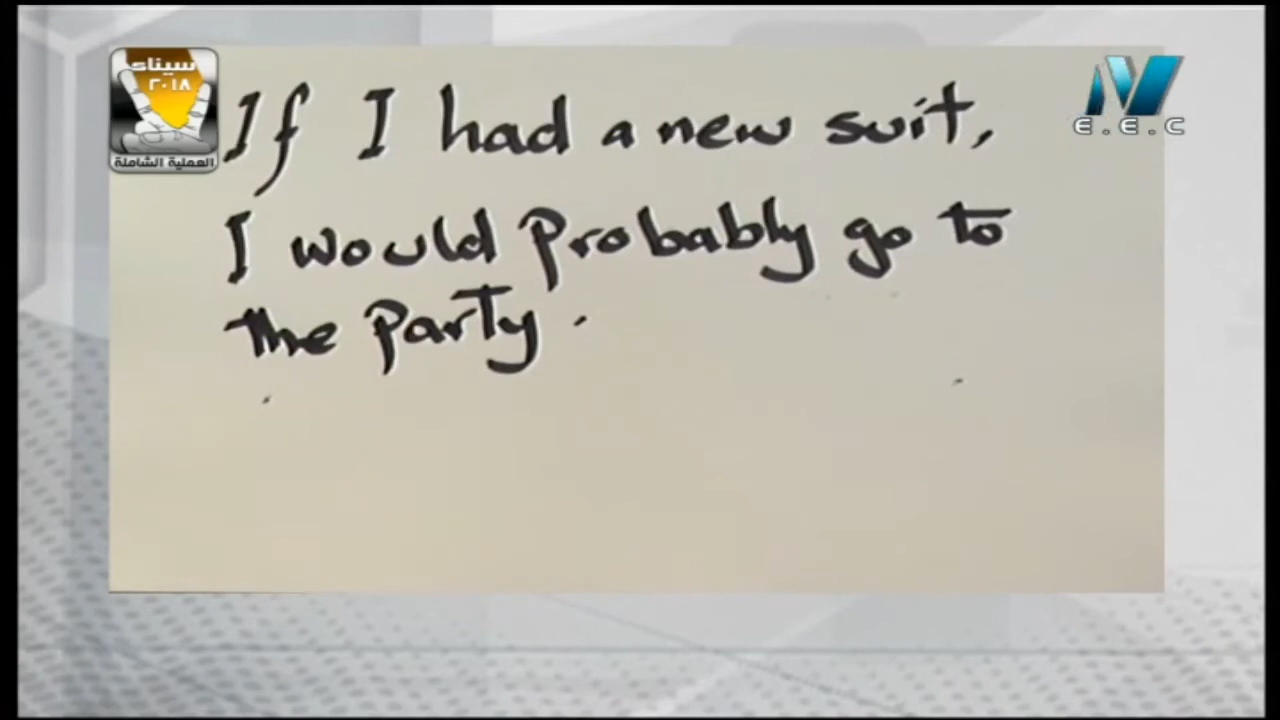 سيناء
٢٠١٨
العملية الشاملة
E.E.C
If I had a new suit,
I would probably go to
the party.